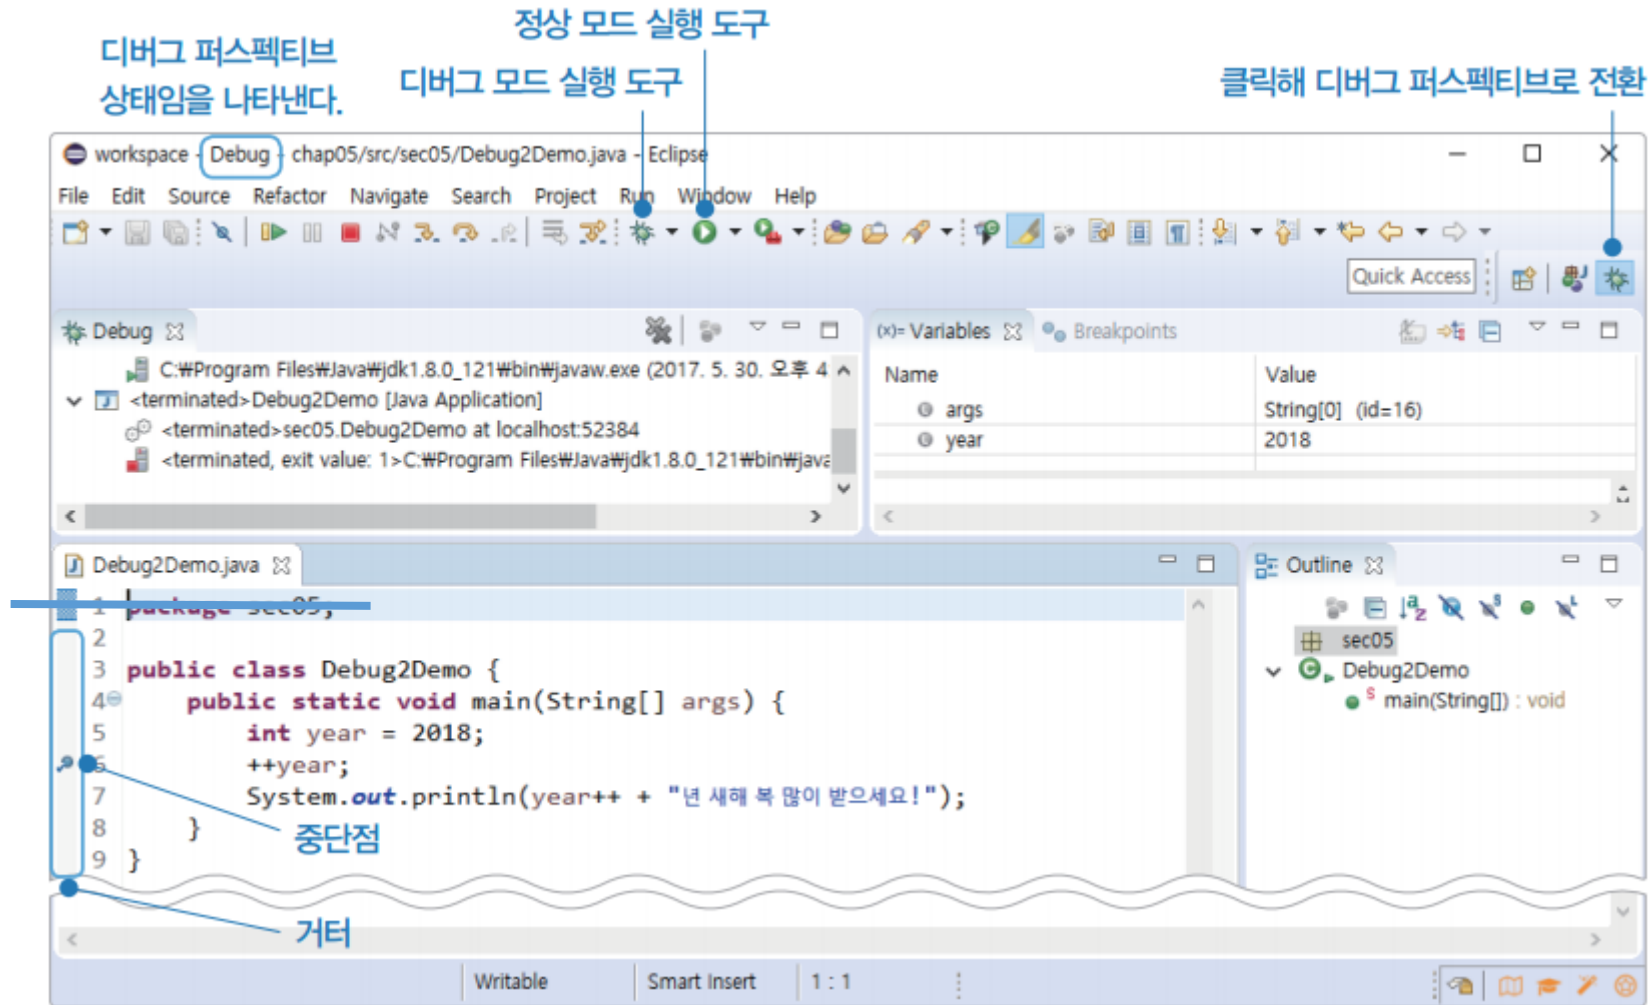 정상 모드 실행 도구
디버그 퍼스펙티브
상태임을 나타낸다.
디버그 모드 실행 도구
클릭해 디버그 퍼스펙티브로 전환
workspace - Debug - chap05/src/sec05/Debug2Demo.java - Eclipse
File Edit Source Refactor Navigate Search Project Run Window Help
Quick Access
Debug
(x)= Variables Breakpoints
C:₩Program Files₩Java₩jdk1.8.0_121₩bin₩javaw.exe (2017. 5. 30. 오후 4
<terminated>Debug2Demo [Java Application]
<terminated>sec05.Debug2Demo at localhost:52384
<terminated, exit value: 1>C:₩Program Files₩Java₩jdk1.8.0_121₩bin₩java
Name Value
args String[0] (id=16)
year 2018
Debug2Demo.java
1 package sec05;
2
3 public class Debug2Demo {
4 public static void main(String[] args) {
5 int year = 2018;
6 ++year;
7 System.out.println(year++ + "년 새해 복 많이 받으세요!");
8 }
9 }
중단점
거터
Outline
sec05
Debug2Demo
main(String[]) : void
Writable Smart Insert 1 : 1